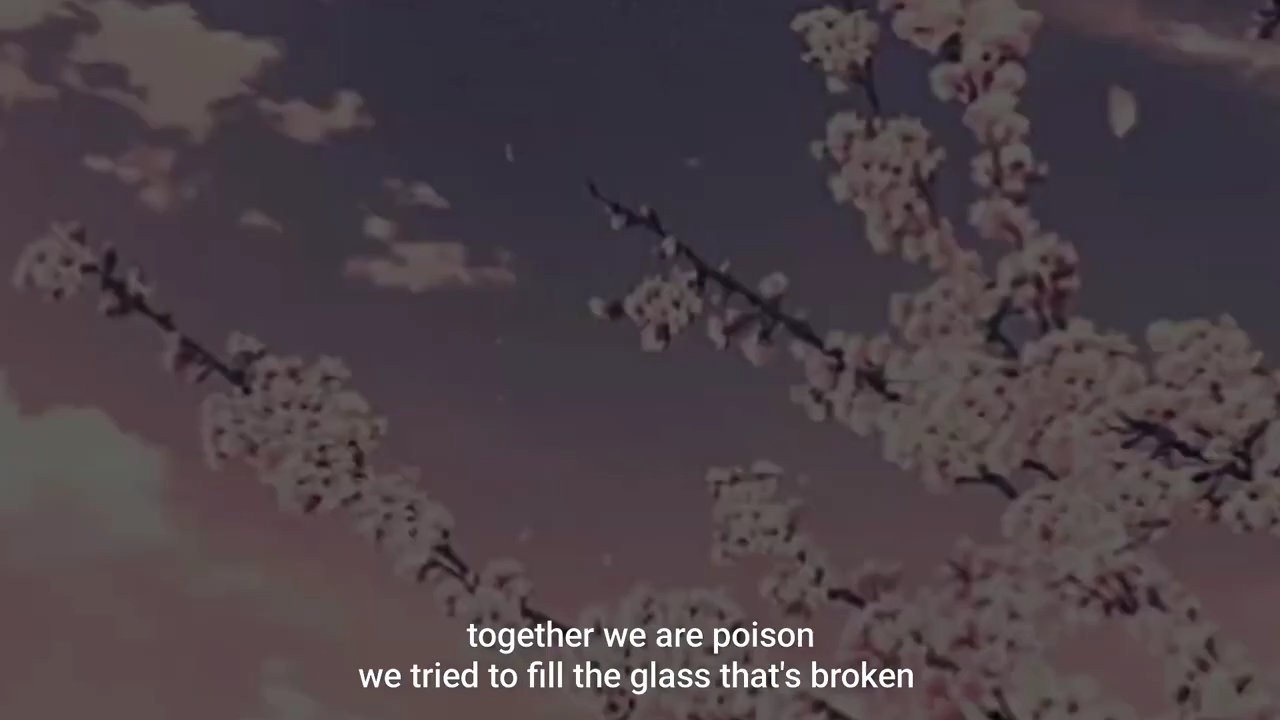 together we are poison
we tried to fill the glass that's broken